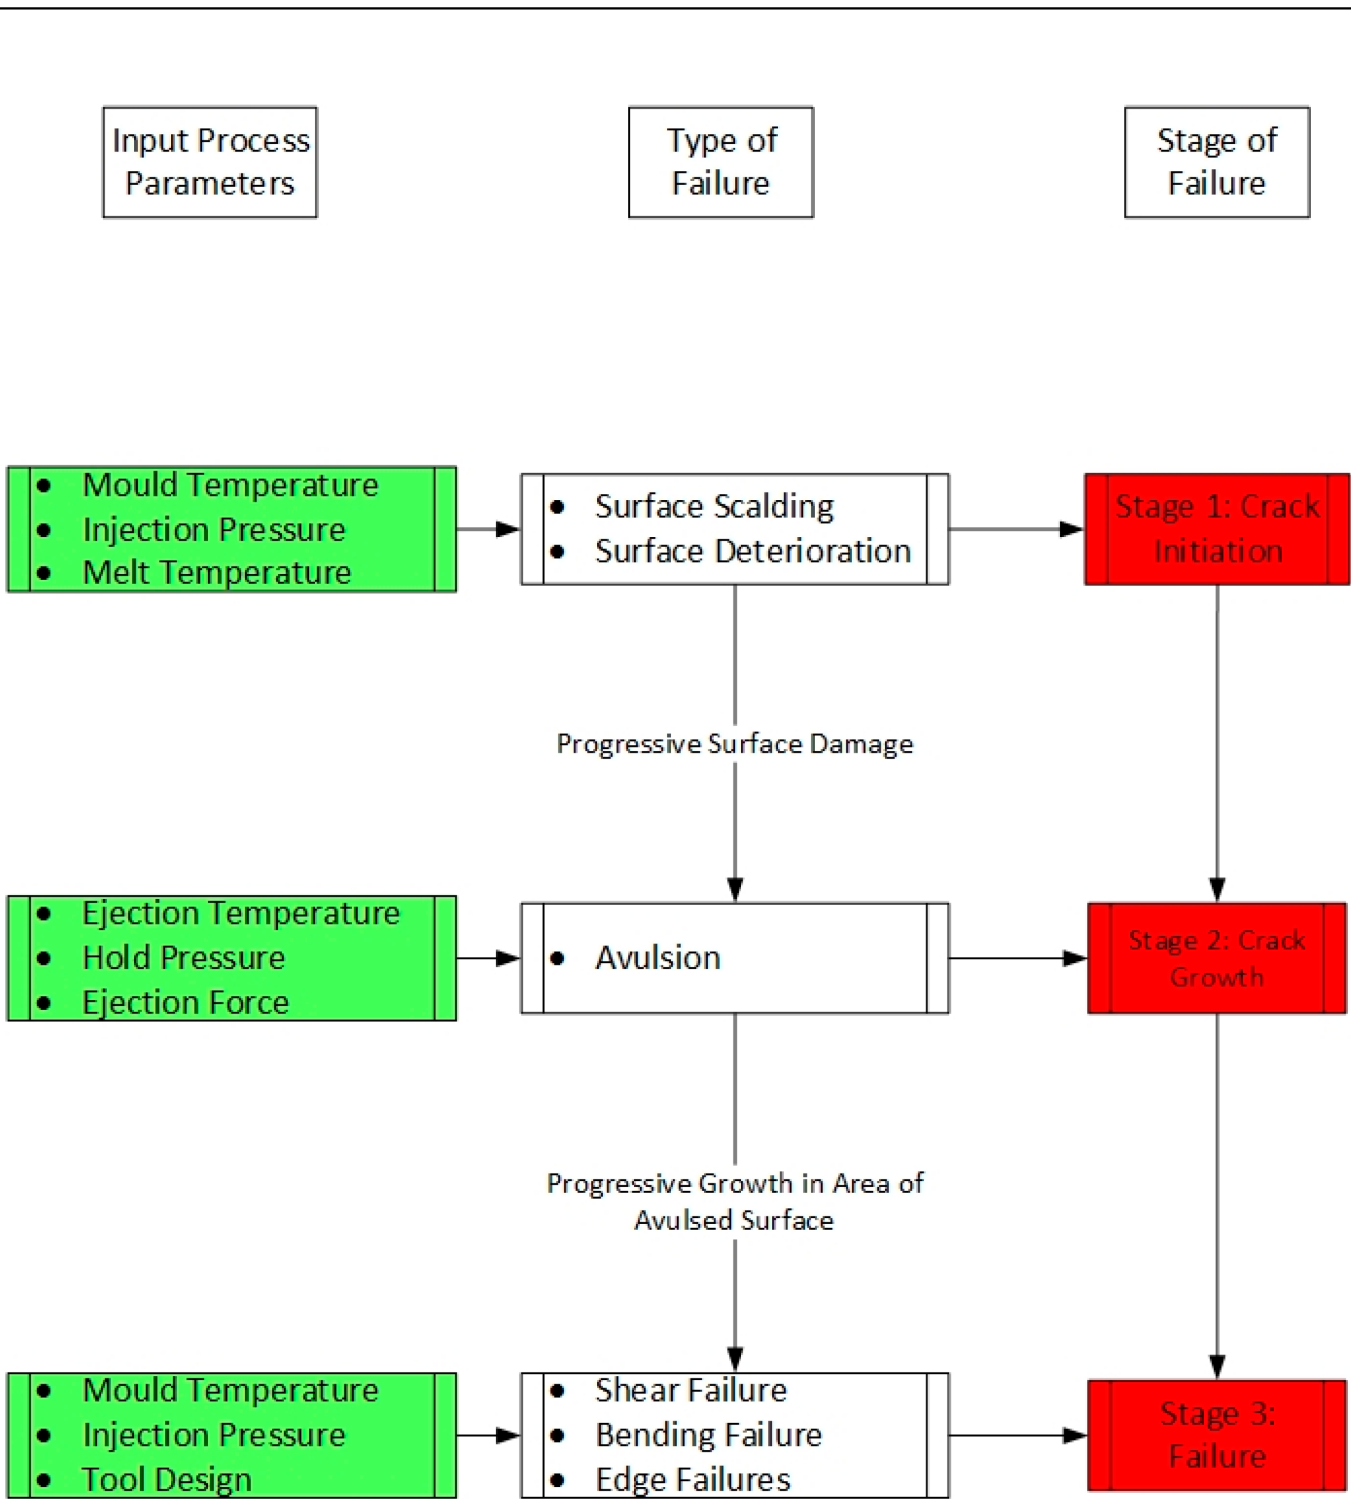 Input Process
Parameters
Type of
Failure
Stage of
Failure
● Mould Temperature
● Injection Pressure
● Melt Temperature
● Surface Scalding
● Surface Deterioration
Stage 1: Crack
Initiation
Progressive Surface Damage
● Ejection Temperature
● Hold Pressure
● Ejection Force
● Avulsion
Stage 2: Crack
Growth
Progressive Growth in Area of
Avulsed Surface
● Mould Temperature
● Injection Pressure
● Tool Design
● Shear Failure
● Bending Failure
● Edge Failures
Stage 3:
Failure